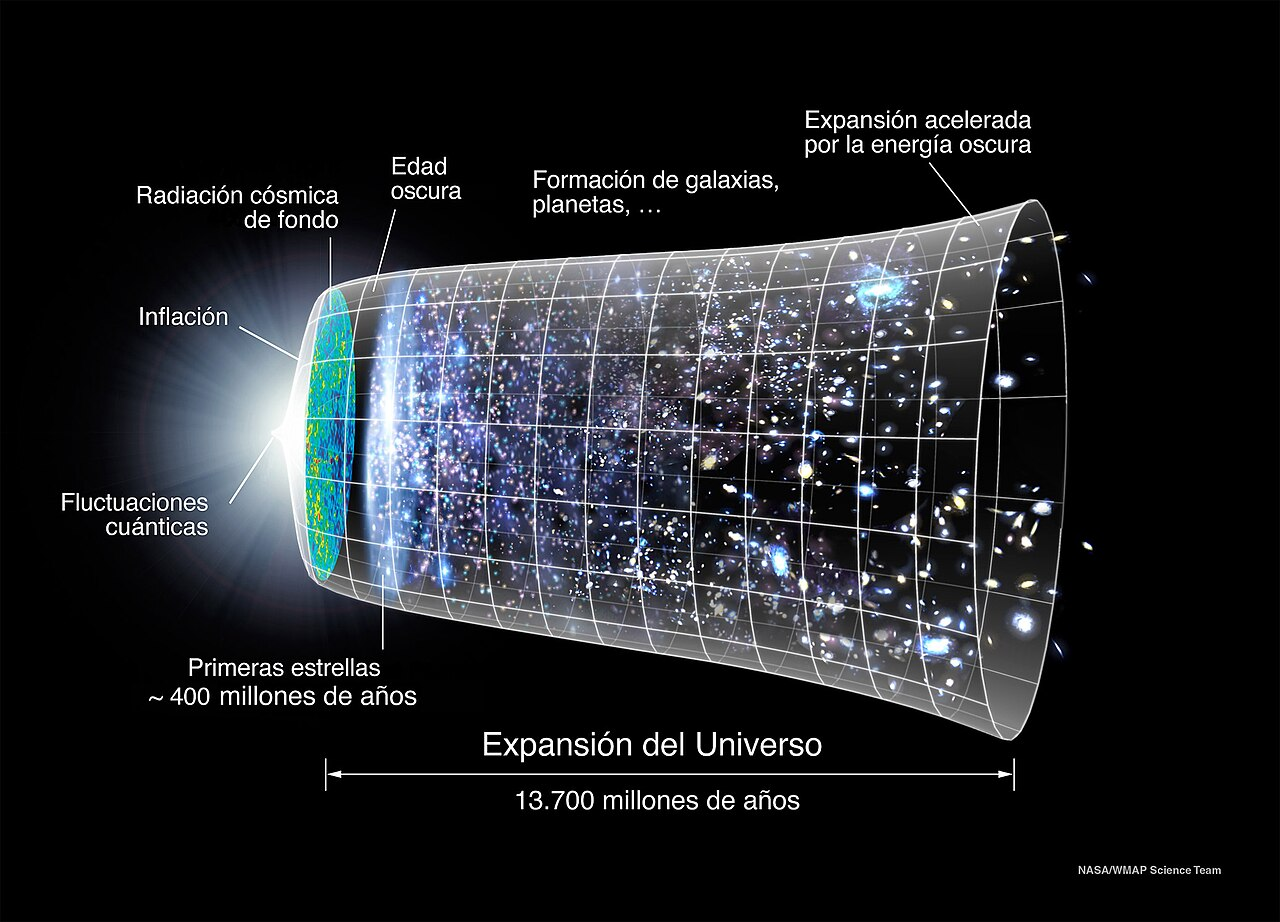 Expansión acelerada
por la energía oscura
Edad
oscura
Formación de galaxias,
planetas, …
Radiación cósmica
de fondo
Inflación
Fluctuaciones
cuánticas
Primeras estrellas
~ 400 millones de años
Expansión del Universo
13.700 millones de años
NASA/WMAP Science Team